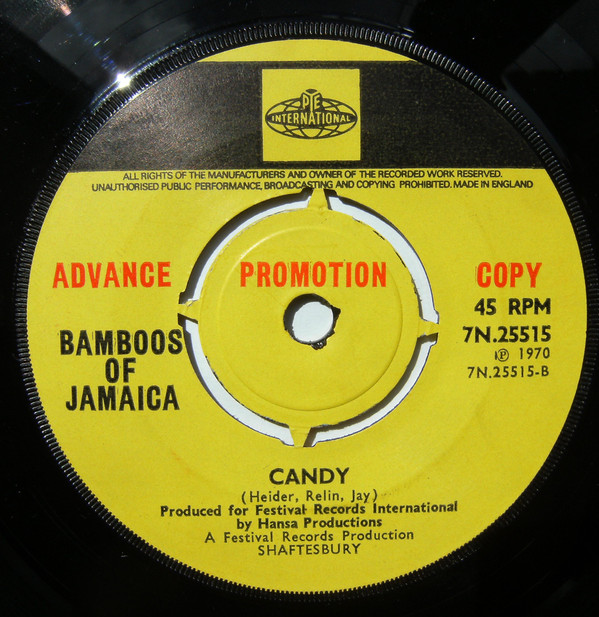 PYE
INTERNATIONAL
ALL RIGHTS OF THE MANUFACTURERS AND OWNER OF THE RECORDED WORK RESERVED.
UNAUTHORISED PUBLIC PERFORMANCE, BROADCASTING AND COPYING PROHIBITED. MADE IN ENGLAND
ADVANCE PROMOTION COPY
45 RPM
7N.25515
Ⓟ 1970
7N.25515-B
BAMBOOS
OF
JAMAICA
CANDY
(Heider, Relin, Jay)
Produced for Festival Records International
by Hansa Productions
A Festival Records Production
SHAFTESBURY